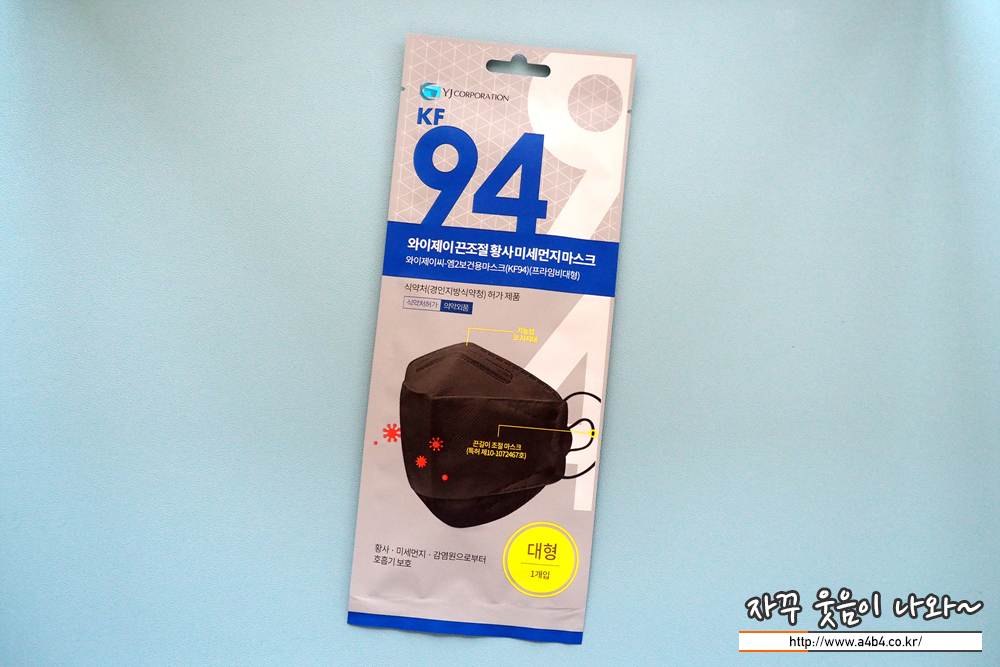 YJ CORPORATION
KF
94
94
와이제이 끈조절 황사 미세먼지 마스크
와이제이씨-엠2보건용마스크(KF94)(프라임비대형)
식약처(경인지방식약청) 허가 제품
식약처허가 의약외품
기능성
코 지지대
끈길이 조절 마스크
(특허 제10-1072467호)
황사 · 미세먼지 · 감염원으로부터
호흡기 보호
대형
1개입
자꾸 웃음이 나와~
http://www.a4b4.co.kr/